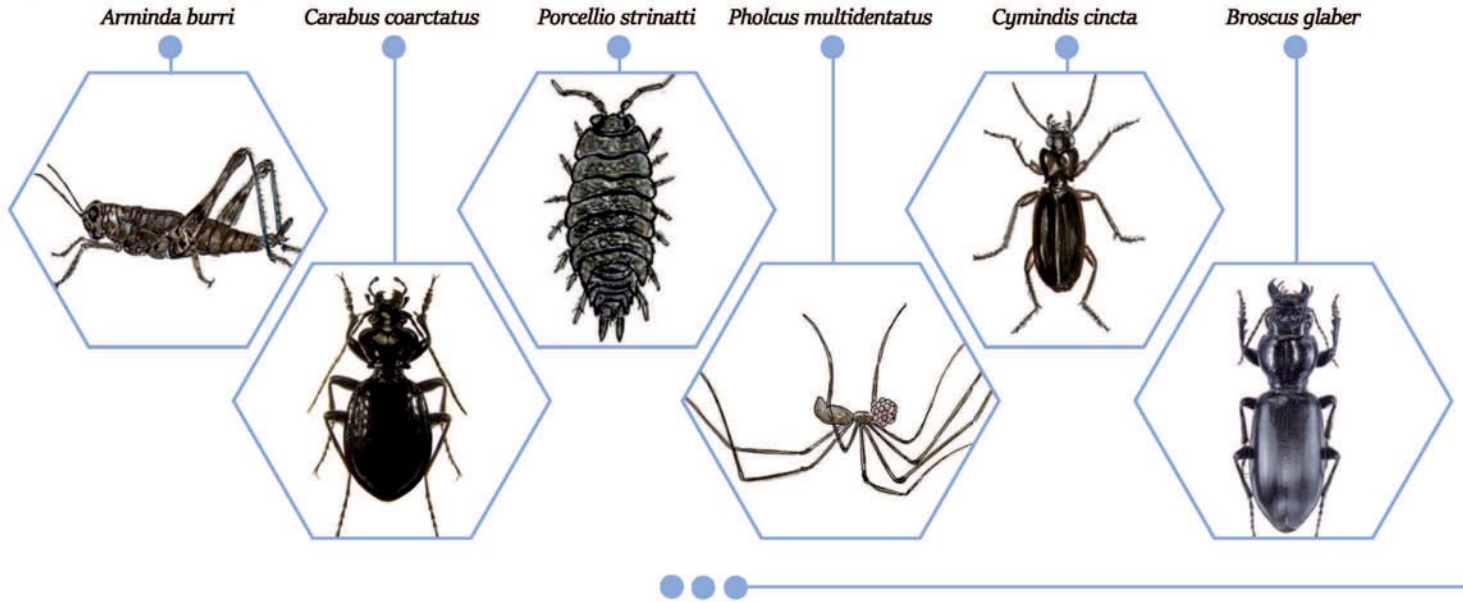 Arminda burri
Carabus coarctatus
Porcellio strinatti
Pholcus multidentatus
Cymindis cincta
Broscus glaber